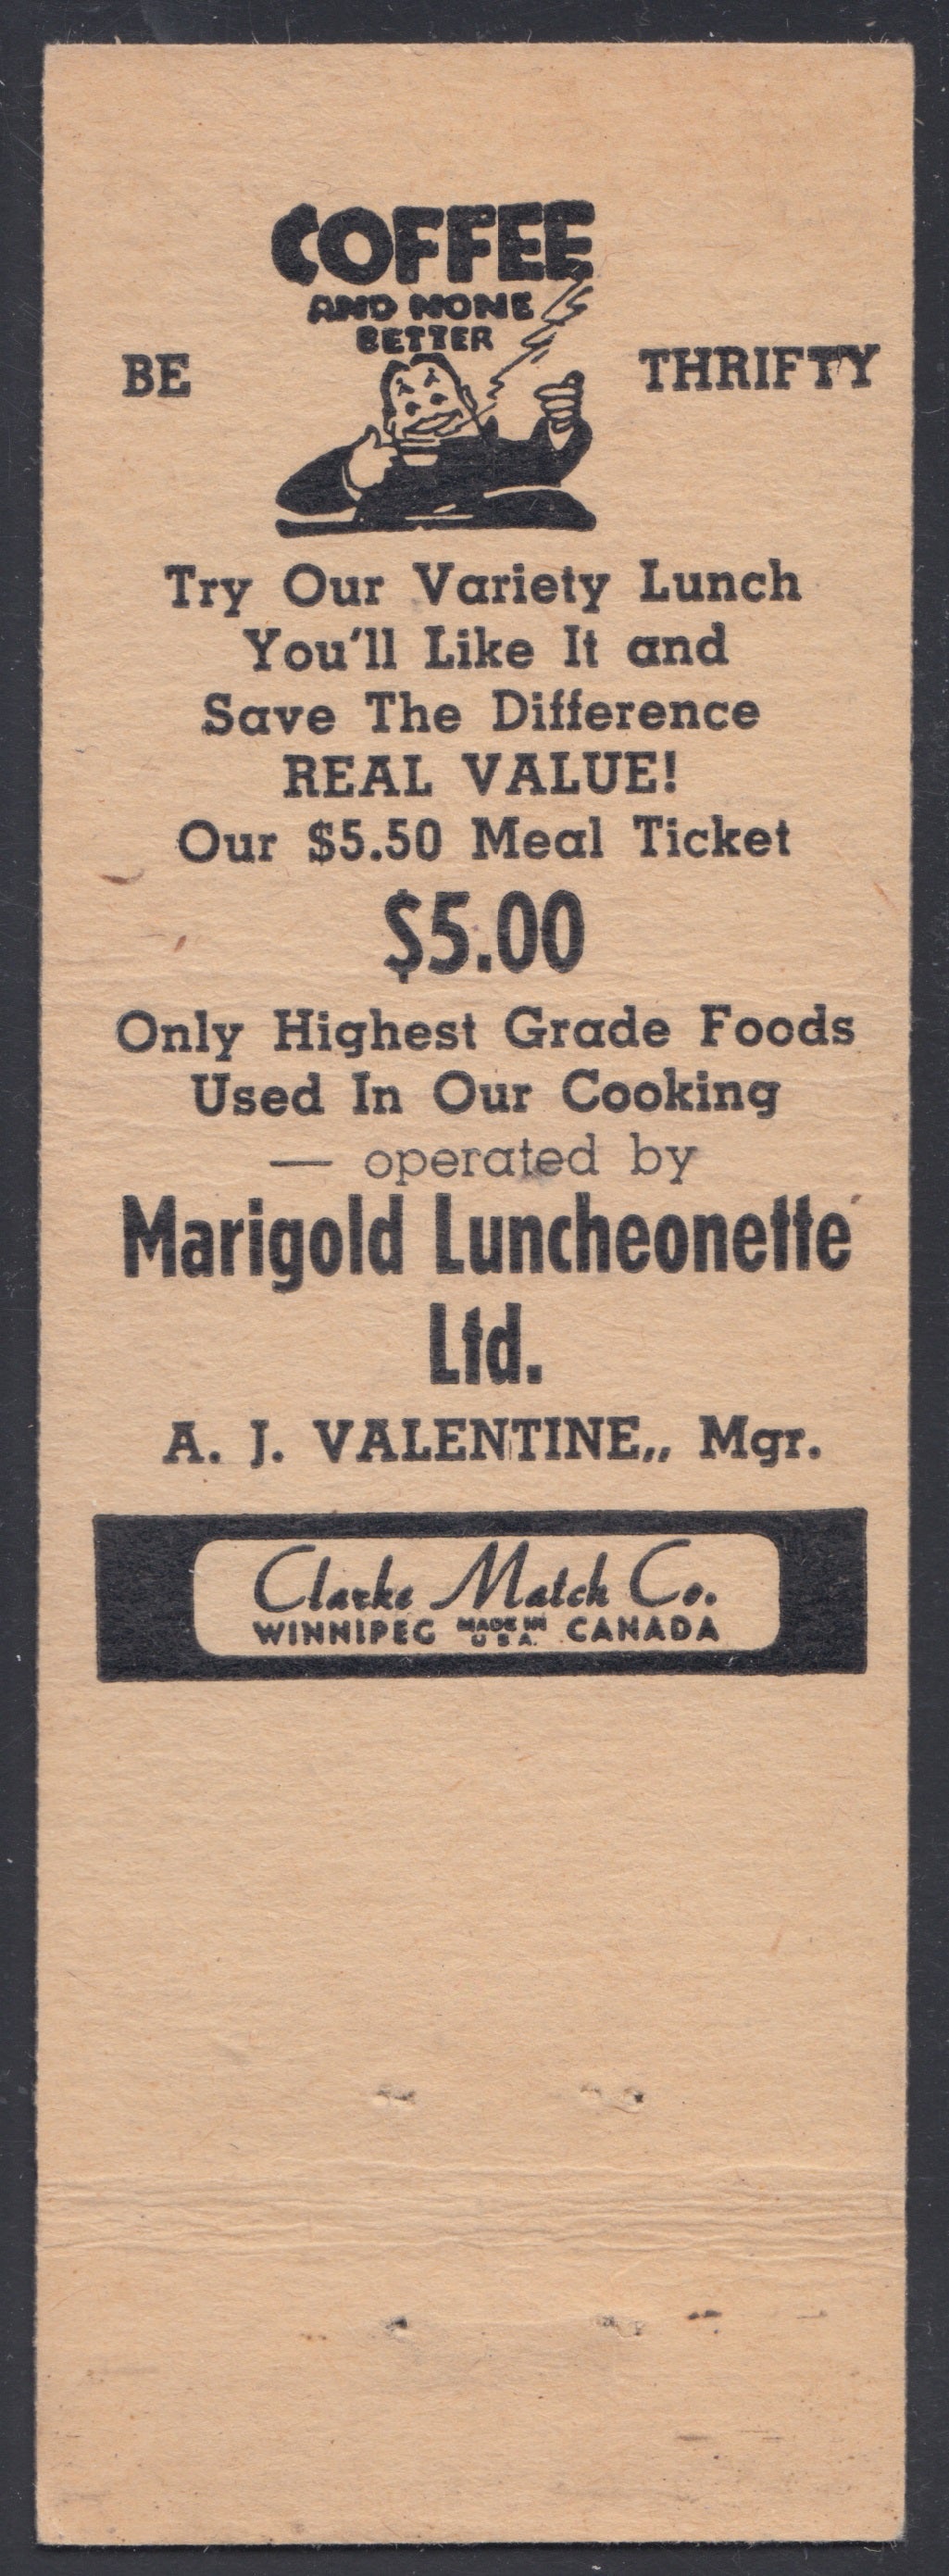 COFFEE
AND NONE
BETTER
BE THRIFTY
Try Our Variety Lunch
You'll Like It and
Save The Difference
REAL VALUE!
Our $5.50 Meal Ticket
$5.00
Only Highest Grade Foods
Used In Our Cooking
— operated by
Marigold Luncheonette
Ltd.
A. J. VALENTINE,, Mgr.
Clarke Match Co.
WINNIPEG MADE IN U.S.A. CANADA